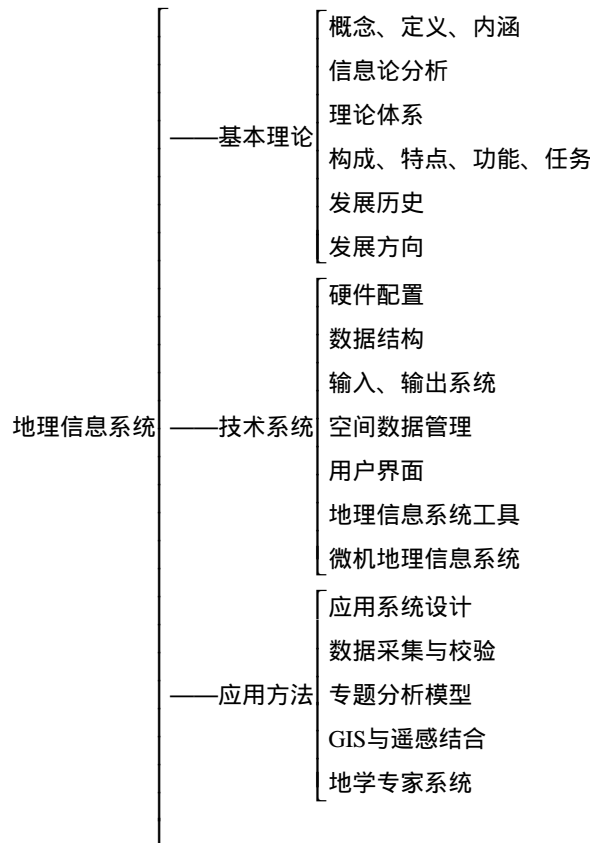 地理信息系统
——基本理论
概念、定义、内涵
信息论分析
理论体系
构成、特点、功能、任务
发展历史
发展方向
——技术系统
硬件配置
数据结构
输入、输出系统
空间数据管理
用户界面
地理信息系统工具
微机地理信息系统
——应用方法
应用系统设计
数据采集与校验
专题分析模型
GIS与遥感结合
地学专家系统